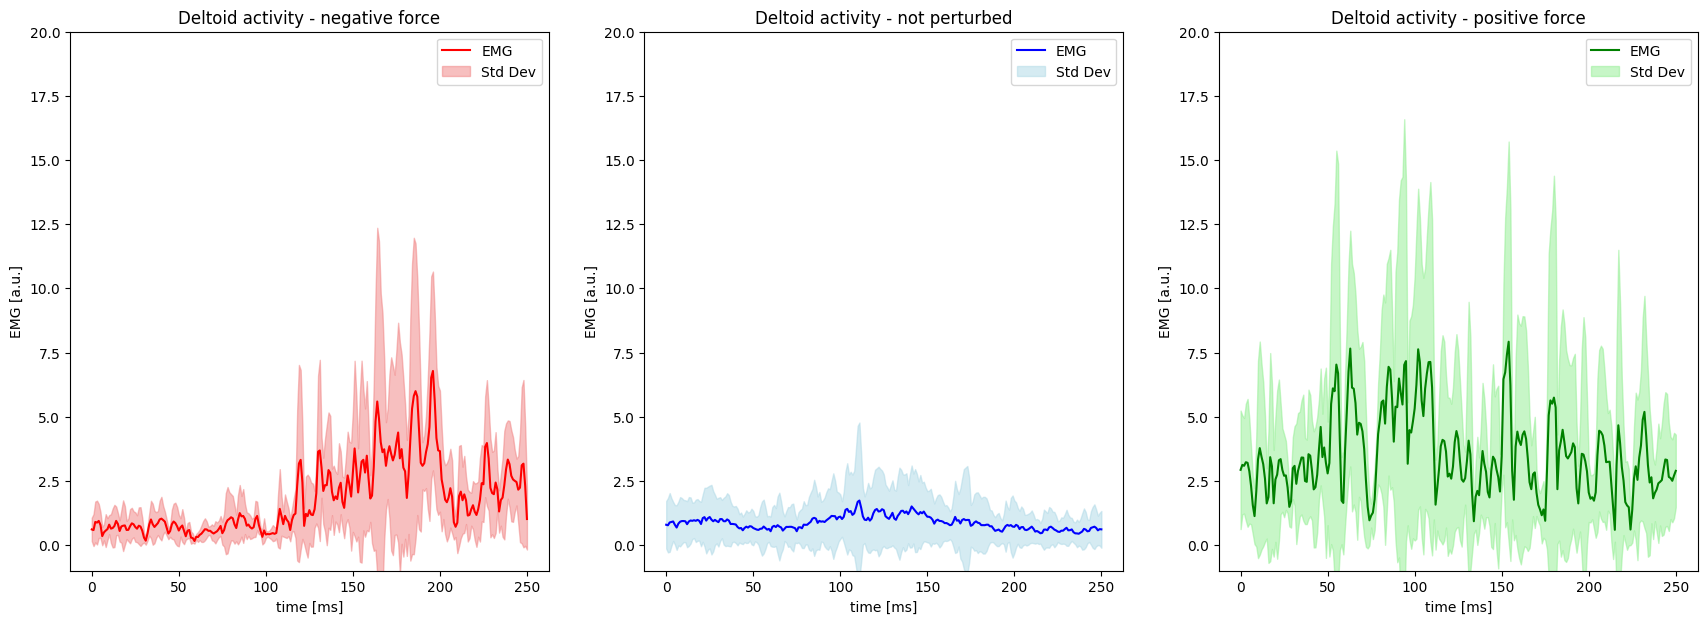 Deltoid activity - negative force
20.0
17.5
15.0
12.5
10.0
7.5
5.0
2.5
0.0
EMG [a.u.]
EMG
Std Dev
0 50 100 150 200 250
time [ms]
Deltoid activity - not perturbed
20.0
17.5
15.0
12.5
10.0
7.5
5.0
2.5
0.0
EMG [a.u.]
EMG
Std Dev
0 50 100 150 200 250
time [ms]
Deltoid activity - positive force
20.0
17.5
15.0
12.5
10.0
7.5
5.0
2.5
0.0
EMG [a.u.]
EMG
Std Dev
0 50 100 150 200 250
time [ms]